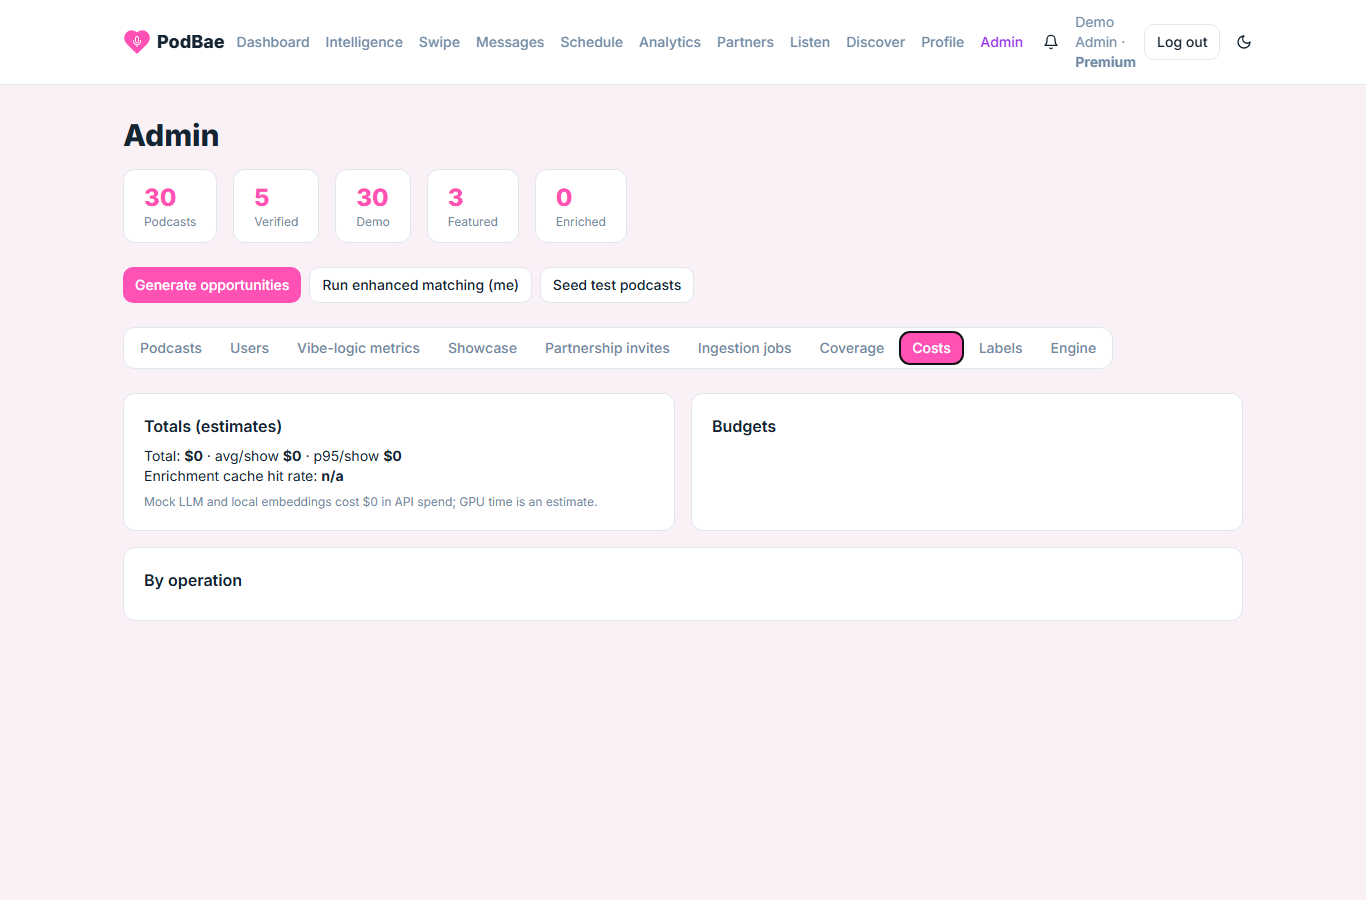 PodBae
Dashboard
Intelligence
Swipe
Messages
Schedule
Analytics
Partners
Listen
Discover
Profile
Admin
Demo
Admin ·
Premium
Log out
Admin
30
Podcasts
5
Verified
30
Demo
3
Featured
0
Enriched
Generate opportunities
Run enhanced matching (me)
Seed test podcasts
Podcasts
Users
Vibe-logic metrics
Showcase
Partnership invites
Ingestion jobs
Coverage
Costs
Labels
Engine
Totals (estimates)
Total: $0 · avg/show $0 · p95/show $0
Enrichment cache hit rate: n/a
Mock LLM and local embeddings cost $0 in API spend; GPU time is an estimate.
Budgets
By operation